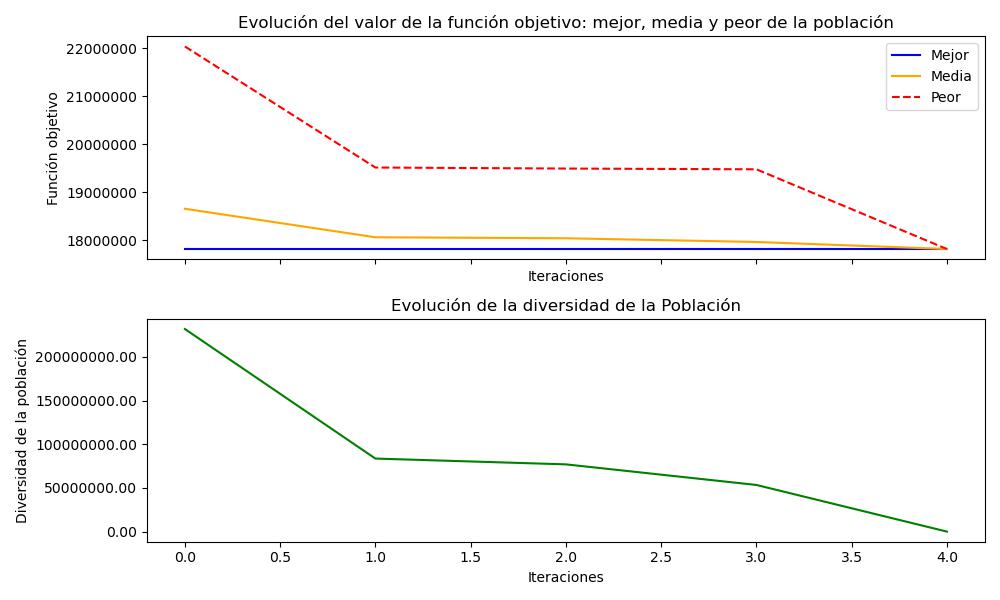 Evolución del valor de la función objetivo: mejor, media y peor de la población
Función objetivo
22000000
21000000
20000000
19000000
18000000
Mejor
Media
Peor
Iteraciones
Evolución de la diversidad de la Población
Diversidad de la población
200000000.00
150000000.00
100000000.00
50000000.00
0.00
0.0 0.5 1.0 1.5 2.0 2.5 3.0 3.5 4.0
Iteraciones